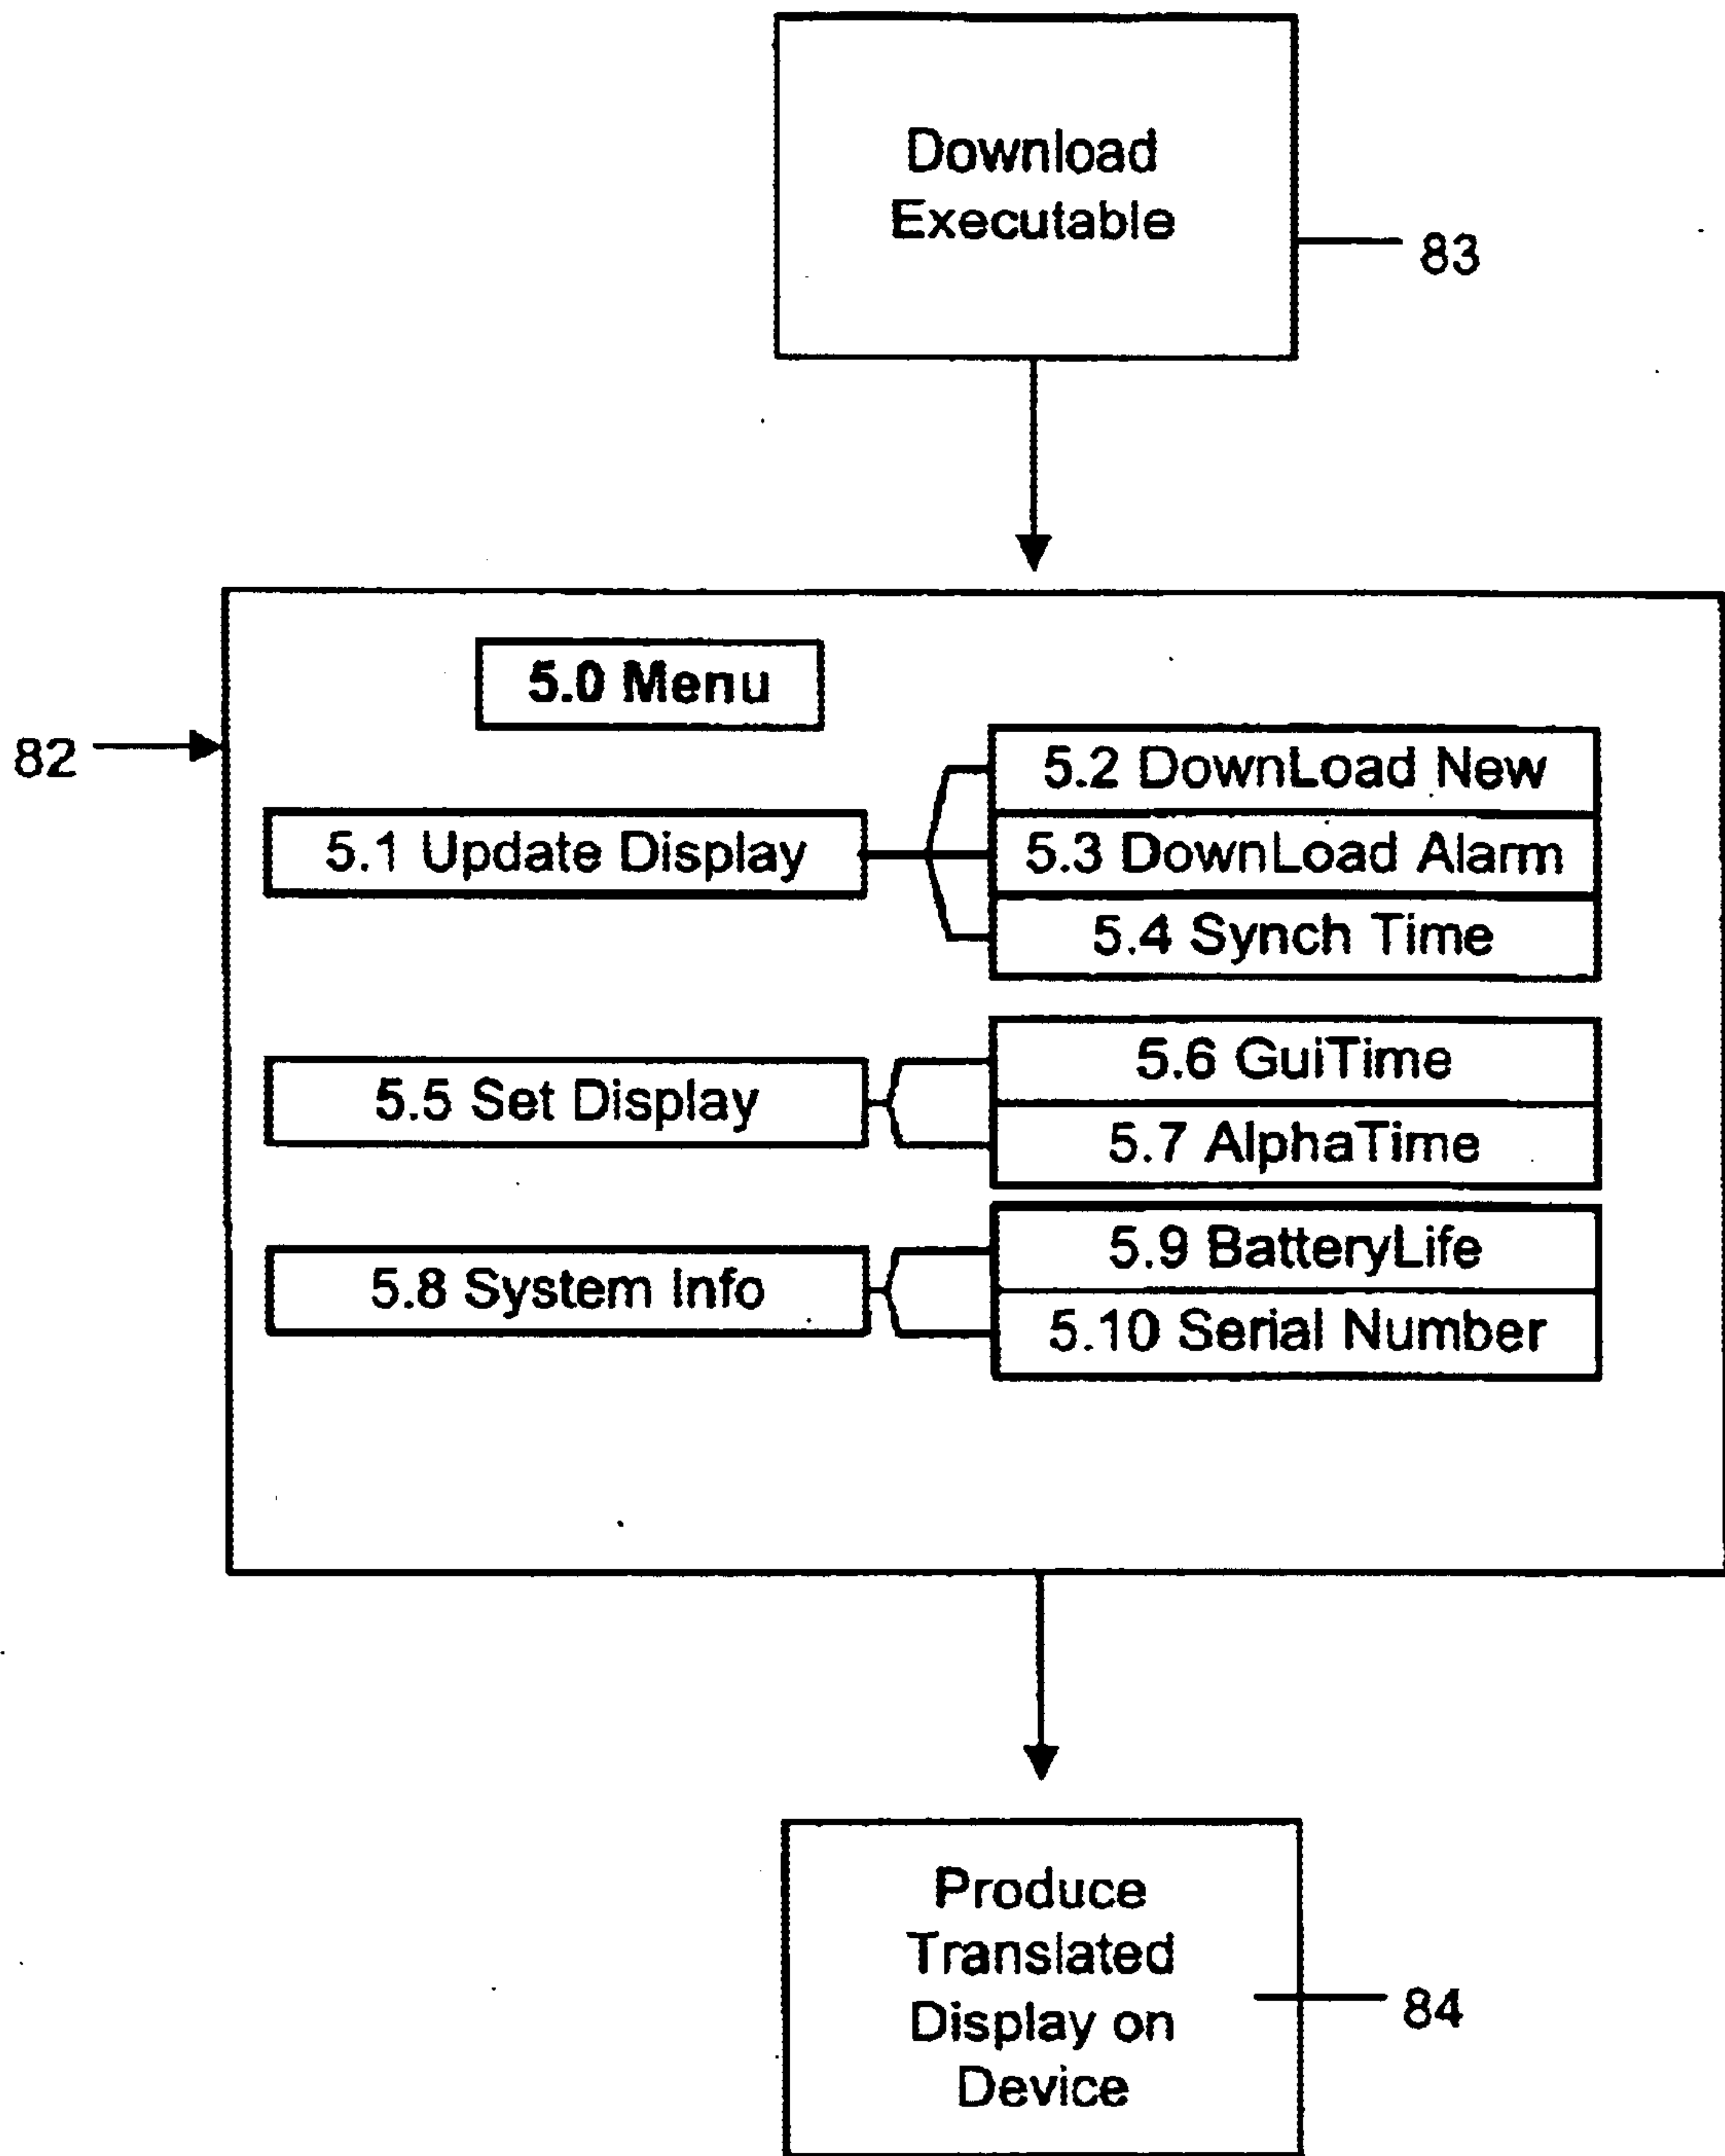 Download
Executable
83
5.0 Menu
82
5.2 DownLoad New
5.1 Update Display
5.3 DownLoad Alarm
5.4 Synch Time
5.6 GuiTime
5.5 Set Display
5.7 AlphaTime
5.9 BatteryLife
5.8 System Info
5.10 Serial Number
Produce
Translated
Display on
Device
84